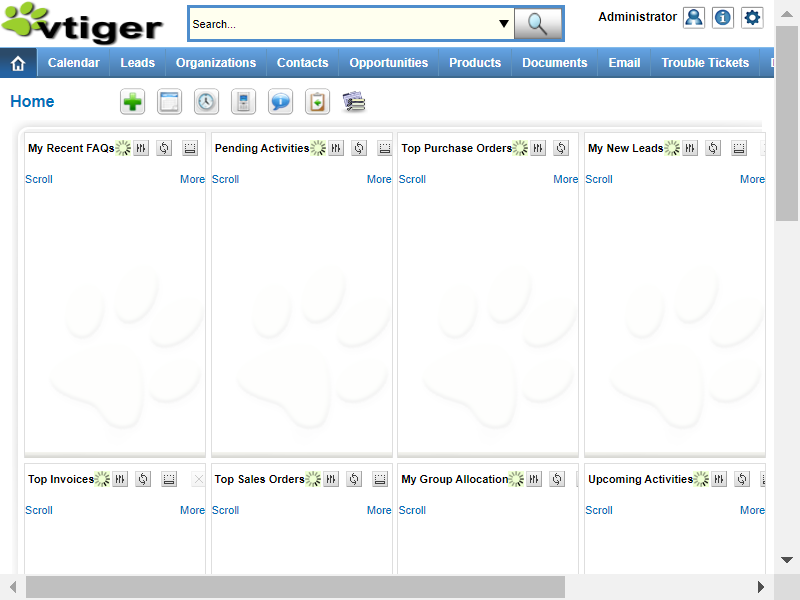 vtiger
Search...
Administrator
Calendar Leads Organizations Contacts Opportunities Products Documents Email Trouble Tickets
Home
My Recent FAQs Pending Activities Top Purchase Orders My New Leads
Scroll More Scroll More Scroll More Scroll More
Top Invoices Top Sales Orders My Group Allocation Upcoming Activities
Scroll More Scroll More Scroll Scroll More